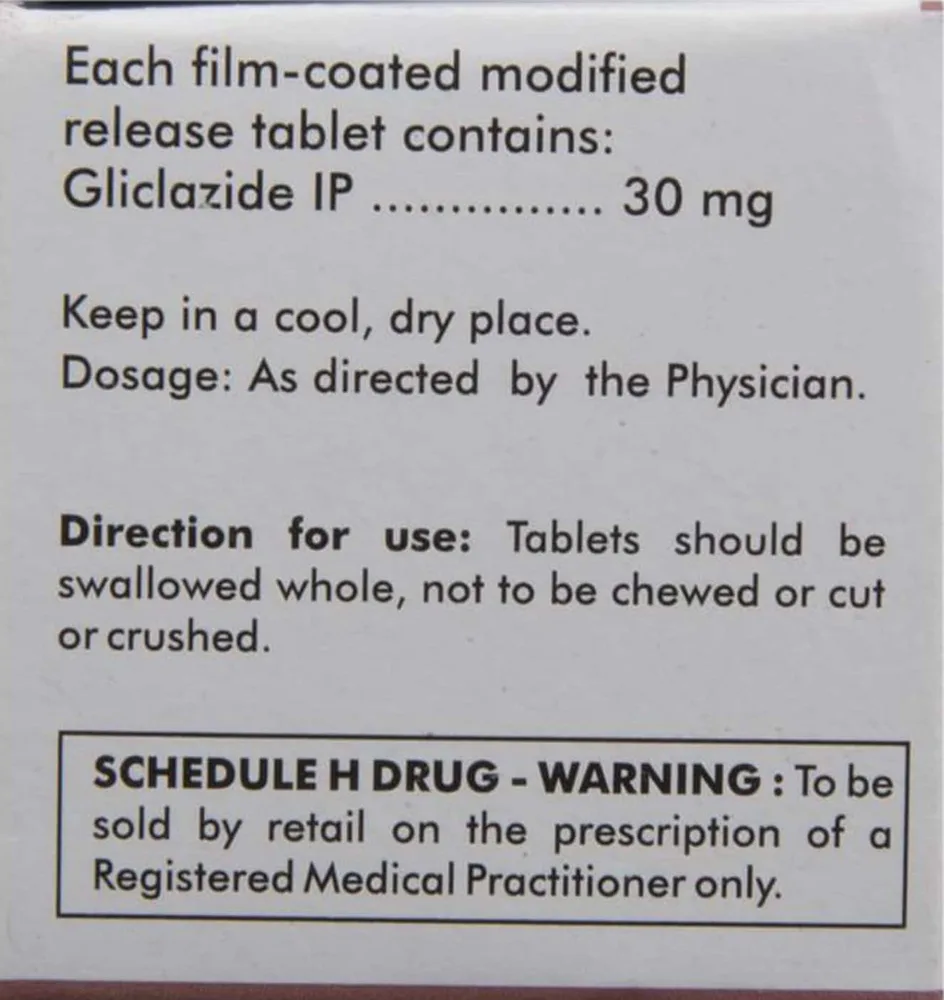 Each film-coated modified
release tablet contains:
Gliclazide IP ............... 30 mg
Keep in a cool, dry place.
Dosage: As directed by the Physician.
Direction for use: Tablets should be
swallowed whole, not to be chewed or cut
or crushed.
SCHEDULE H DRUG - WARNING : To be
sold by retail on the prescription of a
Registered Medical Practitioner only.